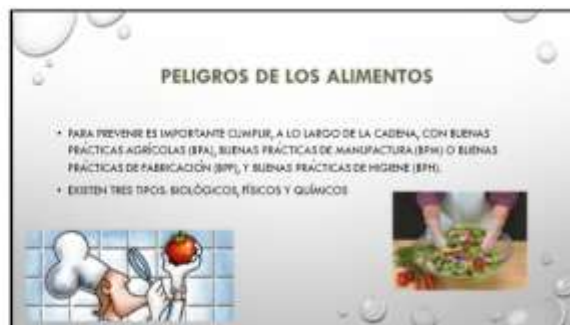 PELIGROS DE LOS ALIMENTOS
• PARA PREVENIR ES IMPORTANTE CUMPLIR, A LO LARGO DE LA CADENA, CON BUENAS
PRÁCTICAS AGRÍCOLAS (BPA), BUENAS PRÁCTICAS DE MANUFACTURA (BPM) O BUENAS
PRÁCTICAS DE FABRICACIÓN (BPF), Y BUENAS PRÁCTICAS DE HIGIENE (BPH).
• EXISTEN TRES TIPOS: BIOLÓGICOS, FÍSICOS Y QUÍMICOS